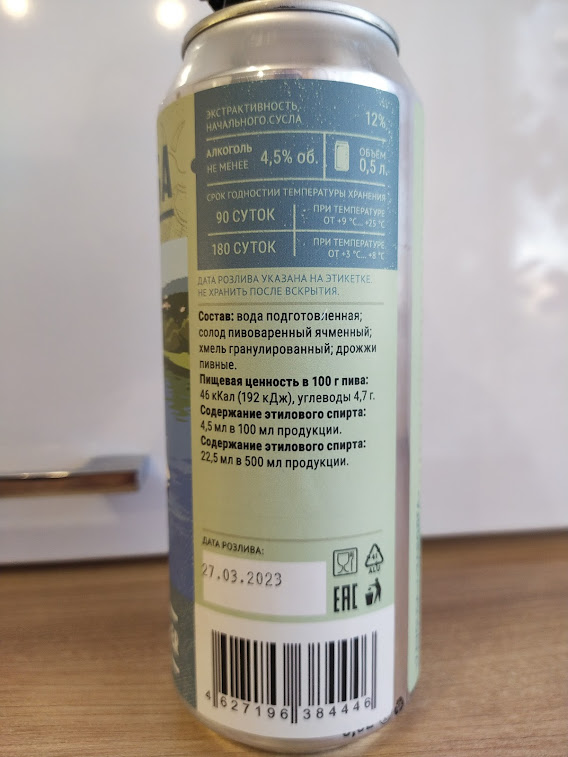 ЭКСТРАКТИВНОСТЬ
НАЧАЛЬНОГО СУСЛА
12%
АЛКОГОЛЬ
НЕ МЕНЕЕ
4,5% об.
ОБЪЁМ
0,5 л.
СРОК ГОДНОСТИИ ТЕМПЕРАТУРЫ ХРАНЕНИЯ
90 СУТОК
ПРИ ТЕМПЕРАТУРЕ
ОТ +9 °С... +25 °С
180 СУТОК
ПРИ ТЕМПЕРАТУРЕ
ОТ +3 °С... +8 °С
ДАТА РОЗЛИВА УКАЗАНА НА ЭТИКЕТКЕ.
НЕ ХРАНИТЬ ПОСЛЕ ВСКРЫТИЯ.
Состав: вода подготовленная;
солод пивоваренный ячменный;
хмель гранулированный; дрожжи
пивные.
Пищевая ценность в 100 г пива:
46 кКал (192 кДж), углеводы 4,7 г.
Содержание этилового спирта:
4,5 мл в 100 мл продукции.
Содержание этилового спирта:
22,5 мл в 500 мл продукции.
ДАТА РОЗЛИВА:
27.03.2023
41
ALU
EAC
4 627196 384446